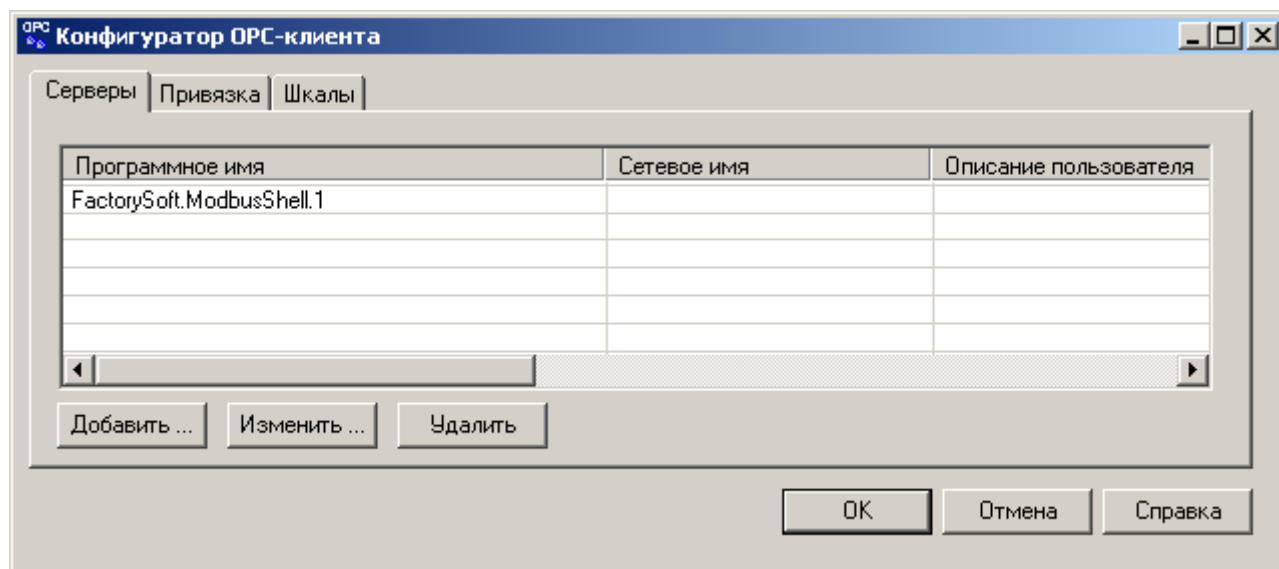 OPC Конфигуратор OPC-клиента
Серверы Привязка Шкалы
Программное имя Сетевое имя Описание пользователя
FactorySoft.ModbusShell.1
Добавить ... Изменить ... Удалить
OK Отмена Справка